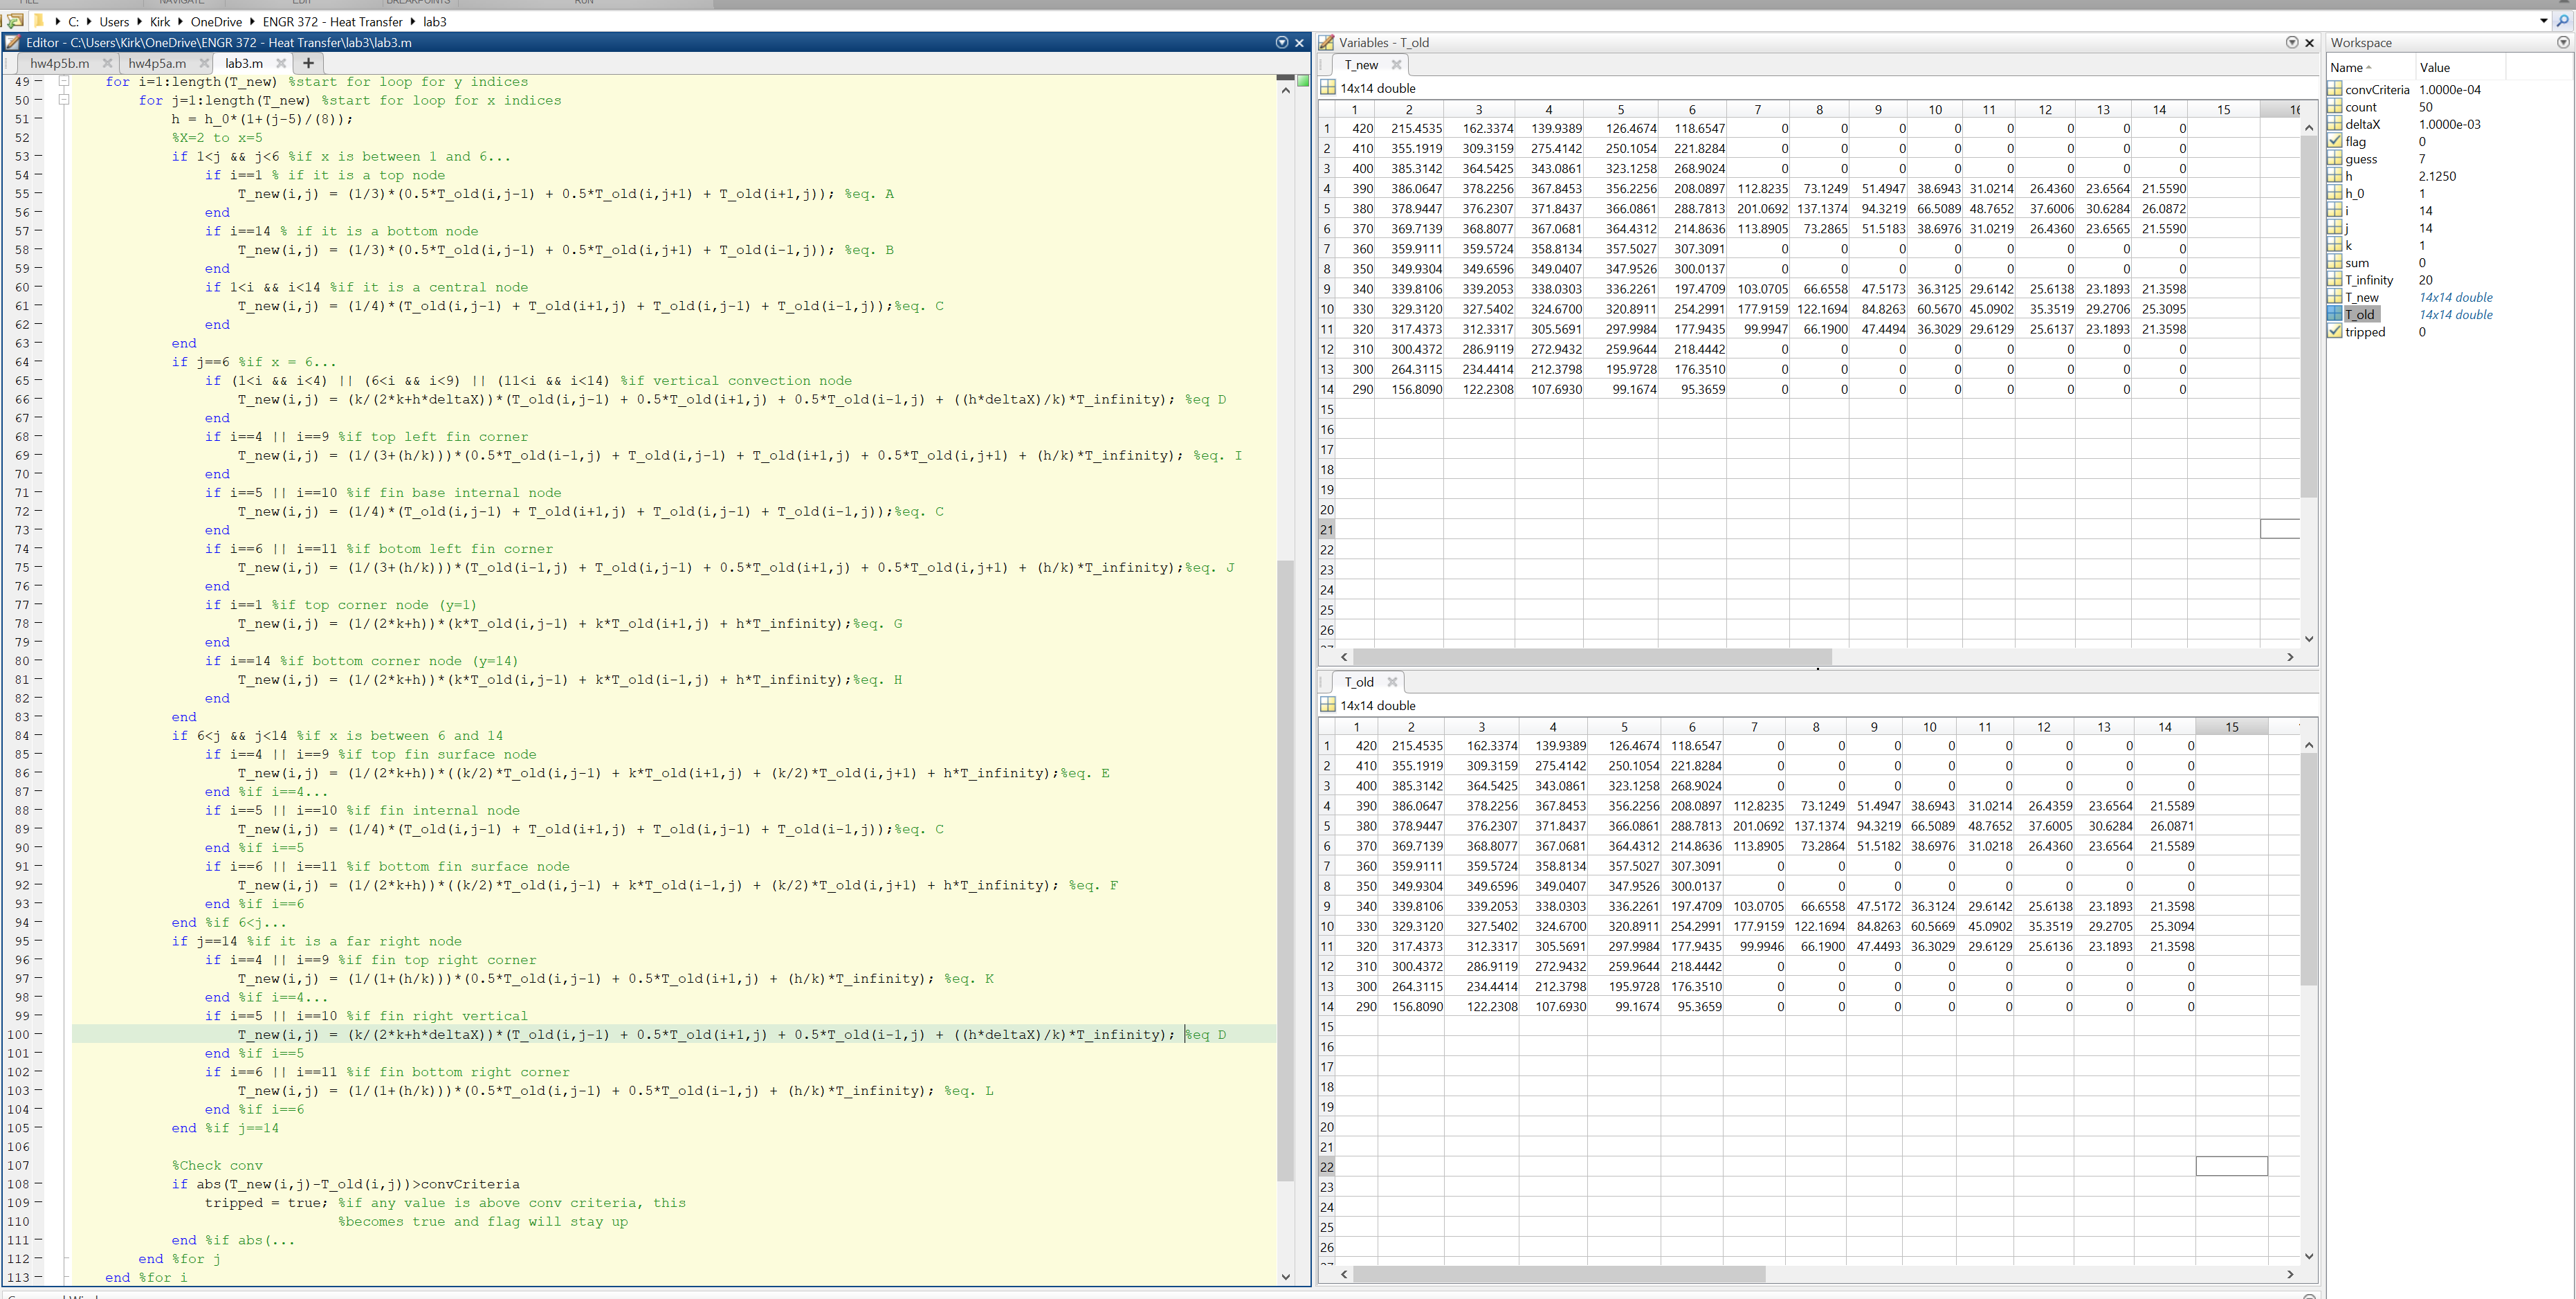 FILE NAVIGATE EDIT BREAKPOINTS RUN
C: Users Kirk OneDrive ENGR 372 - Heat Transfer lab3
Editor - C:\Users\Kirk\OneDrive\ENGR 372 - Heat Transfer\lab3\lab3.m
hw4p5b.m hw4p5a.m lab3.m +
49 for i=1:length(T_new) %start for loop for y indices
50 for j=1:length(T_new) %start for loop for x indices
51 h = h_0*(1+(j-5)/(8));
52 %X=2 to x=5
53 if 1<j && j<6 %if x is between 1 and 6...
54 if i==1 % if it is a top node
55 T_new(i,j) = (1/3)*(0.5*T_old(i,j-1) + 0.5*T_old(i,j+1) + T_old(i+1,j)); %eq. A
56 end
57 if i==14 % if it is a bottom node
58 T_new(i,j) = (1/3)*(0.5*T_old(i,j-1) + 0.5*T_old(i,j+1) + T_old(i-1,j)); %eq. B
59 end
60 if 1<i && i<14 %if it is a central node
61 T_new(i,j) = (1/4)*(T_old(i,j-1) + T_old(i+1,j) + T_old(i,j-1) + T_old(i-1,j));%eq. C
62 end
63 end
64 if j==6 %if x = 6...
65 if (1<i && i<4) || (6<i && i<9) || (11<i && i<14) %if vertical convection node
66 T_new(i,j) = (k/(2*k+h*deltaX))*(T_old(i,j-1) + 0.5*T_old(i+1,j) + 0.5*T_old(i-1,j) + ((h*deltaX)/k)*T_infinity); %eq D
67 end
68 if i==4 || i==9 %if top left fin corner
69 T_new(i,j) = (1/(3+(h/k)))*(0.5*T_old(i-1,j) + T_old(i,j-1) + T_old(i+1,j) + 0.5*T_old(i,j+1) + (h/k)*T_infinity); %eq. I
70 end
71 if i==5 || i==10 %if fin base internal node
72 T_new(i,j) = (1/4)*(T_old(i,j-1) + T_old(i+1,j) + T_old(i,j-1) + T_old(i-1,j));%eq. C
73 end
74 if i==6 || i==11 %if botom left fin corner
75 T_new(i,j) = (1/(3+(h/k)))*(T_old(i-1,j) + T_old(i,j-1) + 0.5*T_old(i+1,j) + 0.5*T_old(i,j+1) + (h/k)*T_infinity);%eq. J
76 end
77 if i==1 %if top corner node (y=1)
78 T_new(i,j) = (1/(2*k+h))*(k*T_old(i,j-1) + k*T_old(i+1,j) + h*T_infinity);%eq. G
79 end
80 if i==14 %if bottom corner node (y=14)
81 T_new(i,j) = (1/(2*k+h))*(k*T_old(i,j-1) + k*T_old(i-1,j) + h*T_infinity);%eq. H
82 end
83 end
84 if 6<j && j<14 %if x is between 6 and 14
85 if i==4 || i==9 %if top fin surface node
86 T_new(i,j) = (1/(2*k+h))*((k/2)*T_old(i,j-1) + k*T_old(i+1,j) + (k/2)*T_old(i,j+1) + h*T_infinity);%eq. E
87 end %if i==4...
88 if i==5 || i==10 %if fin internal node
89 T_new(i,j) = (1/4)*(T_old(i,j-1) + T_old(i+1,j) + T_old(i,j-1) + T_old(i-1,j));%eq. C
90 end %if i==5
91 if i==6 || i==11 %if bottom fin surface node
92 T_new(i,j) = (1/(2*k+h))*((k/2)*T_old(i,j-1) + k*T_old(i-1,j) + (k/2)*T_old(i,j+1) + h*T_infinity); %eq. F
93 end %if i==6
94 end %if 6<j...
95 if j==14 %if it is a far right node
96 if i==4 || i==9 %if fin top right corner
97 T_new(i,j) = (1/(1+(h/k)))*(0.5*T_old(i,j-1) + 0.5*T_old(i+1,j) + (h/k)*T_infinity); %eq. K
98 end %if i==4...
99 if i==5 || i==10 %if fin right vertical
100 T_new(i,j) = (k/(2*k+h*deltaX))*(T_old(i,j-1) + 0.5*T_old(i+1,j) + 0.5*T_old(i-1,j) + ((h*deltaX)/k)*T_infinity); %eq D
101 end %if i==5
102 if i==6 || i==11 %if fin bottom right corner
103 T_new(i,j) = (1/(1+(h/k)))*(0.5*T_old(i,j-1) + 0.5*T_old(i-1,j) + (h/k)*T_infinity); %eq. L
104 end %if i==6
105 end %if j==14
106
107 %Check conv
108 if abs(T_new(i,j)-T_old(i,j))>convCriteria
109 tripped = true; %if any value is above conv criteria, this
110 %becomes true and flag will stay up
111 end %if abs(...
112 end %for j
113 end %for i
Variables - T_old
T_new
14x14 double
1 2 3 4 5 6 7 8 9 10 11 12 13 14 15 16
1 420 215.4535 162.3374 139.9389 126.4674 118.6547 0 0 0 0 0 0 0 0
2 410 355.1919 309.3159 275.4142 250.1054 221.8284 0 0 0 0 0 0 0 0
3 400 385.3142 364.5425 343.0861 323.1258 268.9024 0 0 0 0 0 0 0 0
4 390 386.0647 378.2256 367.8453 356.2256 208.0897 112.8235 73.1249 51.4947 38.6943 31.0214 26.4360 23.6564 21.5590
5 380 378.9447 376.2307 371.8437 366.0861 288.7813 201.0692 137.1374 94.3219 66.5089 48.7652 37.6006 30.6284 26.0872
6 370 369.7139 368.8077 367.0681 364.4312 214.8636 113.8905 73.2865 51.5183 38.6976 31.0219 26.4360 23.6565 21.5590
7 360 359.9111 359.5724 358.8134 357.5027 307.3091 0 0 0 0 0 0 0 0
8 350 349.9304 349.6596 349.0407 347.9526 300.0137 0 0 0 0 0 0 0 0
9 340 339.8106 339.2053 338.0303 336.2261 197.4709 103.0705 66.6558 47.5173 36.3125 29.6142 25.6138 23.1893 21.3598
10 330 329.3120 327.5402 324.6700 320.8911 254.2991 177.9159 122.1694 84.8263 60.5670 45.0902 35.3519 29.2706 25.3095
11 320 317.4373 312.3317 305.5691 297.9984 177.9435 99.9947 66.1900 47.4494 36.3029 29.6129 25.6137 23.1893 21.3598
12 310 300.4372 286.9119 272.9432 259.9644 218.4442 0 0 0 0 0 0 0 0
13 300 264.3115 234.4414 212.3798 195.9728 176.3510 0 0 0 0 0 0 0 0
14 290 156.8090 122.2308 107.6930 99.1674 95.3659 0 0 0 0 0 0 0 0
15
16
17
18
19
20
21
22
23
24
25
26
T_old
14x14 double
1 2 3 4 5 6 7 8 9 10 11 12 13 14 15
1 420 215.4535 162.3374 139.9389 126.4674 118.6547 0 0 0 0 0 0 0 0
2 410 355.1919 309.3159 275.4142 250.1054 221.8284 0 0 0 0 0 0 0 0
3 400 385.3142 364.5425 343.0861 323.1258 268.9024 0 0 0 0 0 0 0 0
4 390 386.0647 378.2256 367.8453 356.2256 208.0897 112.8235 73.1249 51.4947 38.6943 31.0214 26.4359 23.6564 21.5589
5 380 378.9447 376.2307 371.8437 366.0861 288.7813 201.0692 137.1374 94.3219 66.5089 48.7652 37.6005 30.6284 26.0871
6 370 369.7139 368.8077 367.0681 364.4312 214.8636 113.8905 73.2864 51.5182 38.6976 31.0218 26.4360 23.6564 21.5589
7 360 359.9111 359.5724 358.8134 357.5027 307.3091 0 0 0 0 0 0 0 0
8 350 349.9304 349.6596 349.0407 347.9526 300.0137 0 0 0 0 0 0 0 0
9 340 339.8106 339.2053 338.0303 336.2261 197.4709 103.0705 66.6558 47.5172 36.3124 29.6142 25.6138 23.1893 21.3598
10 330 329.3120 327.5402 324.6700 320.8911 254.2991 177.9159 122.1694 84.8263 60.5669 45.0902 35.3519 29.2705 25.3094
11 320 317.4373 312.3317 305.5691 297.9984 177.9435 99.9946 66.1900 47.4493 36.3029 29.6129 25.6136 23.1893 21.3598
12 310 300.4372 286.9119 272.9432 259.9644 218.4442 0 0 0 0 0 0 0 0
13 300 264.3115 234.4414 212.3798 195.9728 176.3510 0 0 0 0 0 0 0 0
14 290 156.8090 122.2308 107.6930 99.1674 95.3659 0 0 0 0 0 0 0 0
15
16
17
18
19
20
21
22
23
24
25
26
Workspace
Name Value
convCriteria 1.0000e-04
count 50
deltaX 1.0000e-03
flag 0
guess 7
h 2.1250
h_0 1
i 14
j 14
k 1
sum 0
T_infinity 20
T_new 14x14 double
T_old 14x14 double
tripped 0